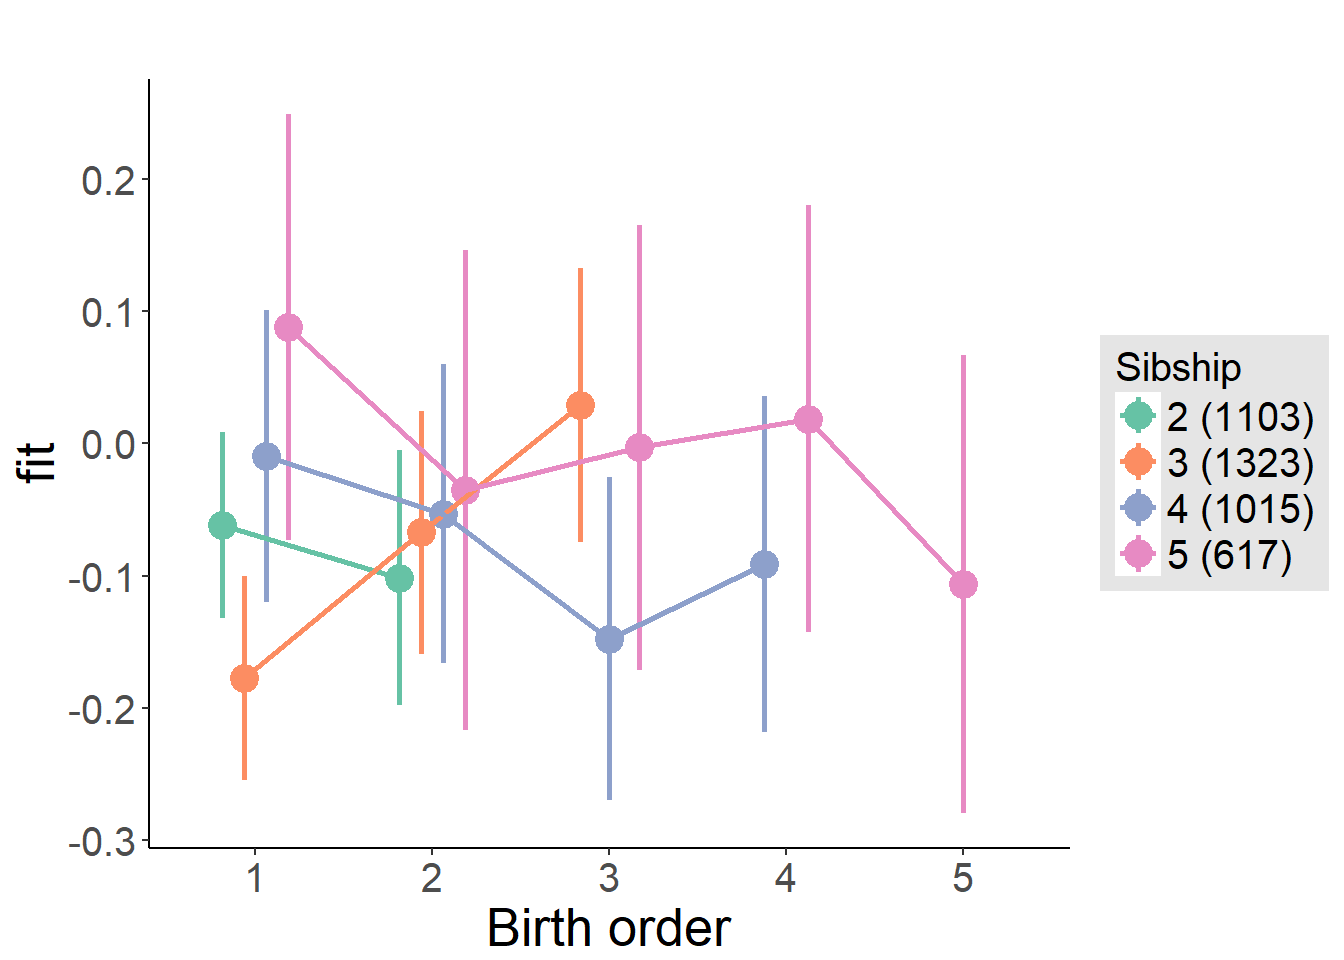 0.2
0.1
0.0
-0.1
-0.2
-0.3
fit
1 2 3 4 5
Birth order
Sibship
2 (1103)
3 (1323)
4 (1015)
5 (617)